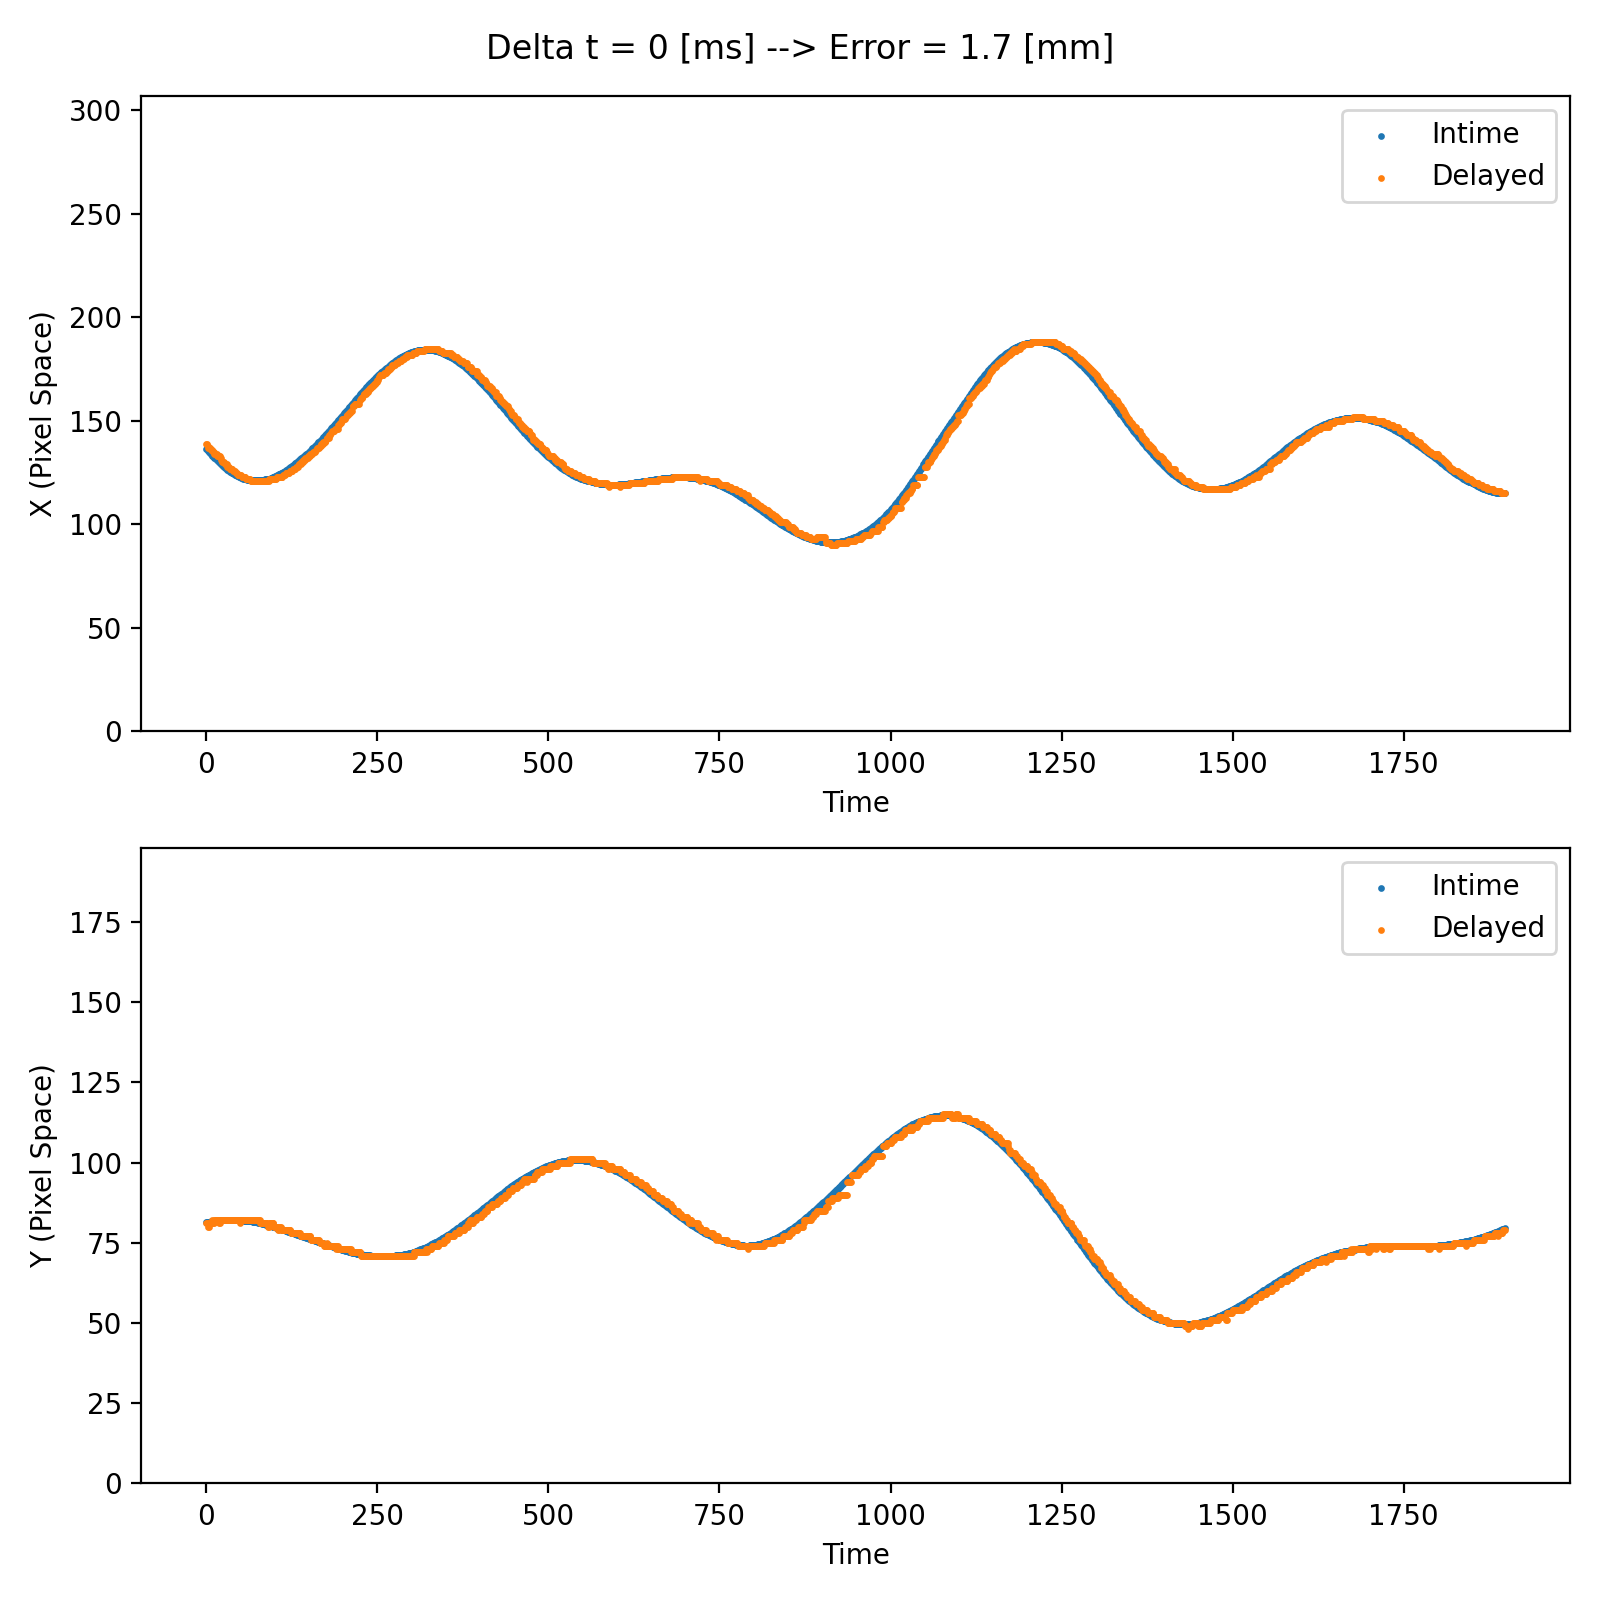 Delta t = 0 [ms] --> Error = 1.7 [mm]
300
250
200
150
100
50
0
X (Pixel Space)
Intime
Delayed
0 250 500 750 1000 1250 1500 1750
Time
175
150
125
100
75
50
25
0
Y (Pixel Space)
Intime
Delayed
0 250 500 750 1000 1250 1500 1750
Time